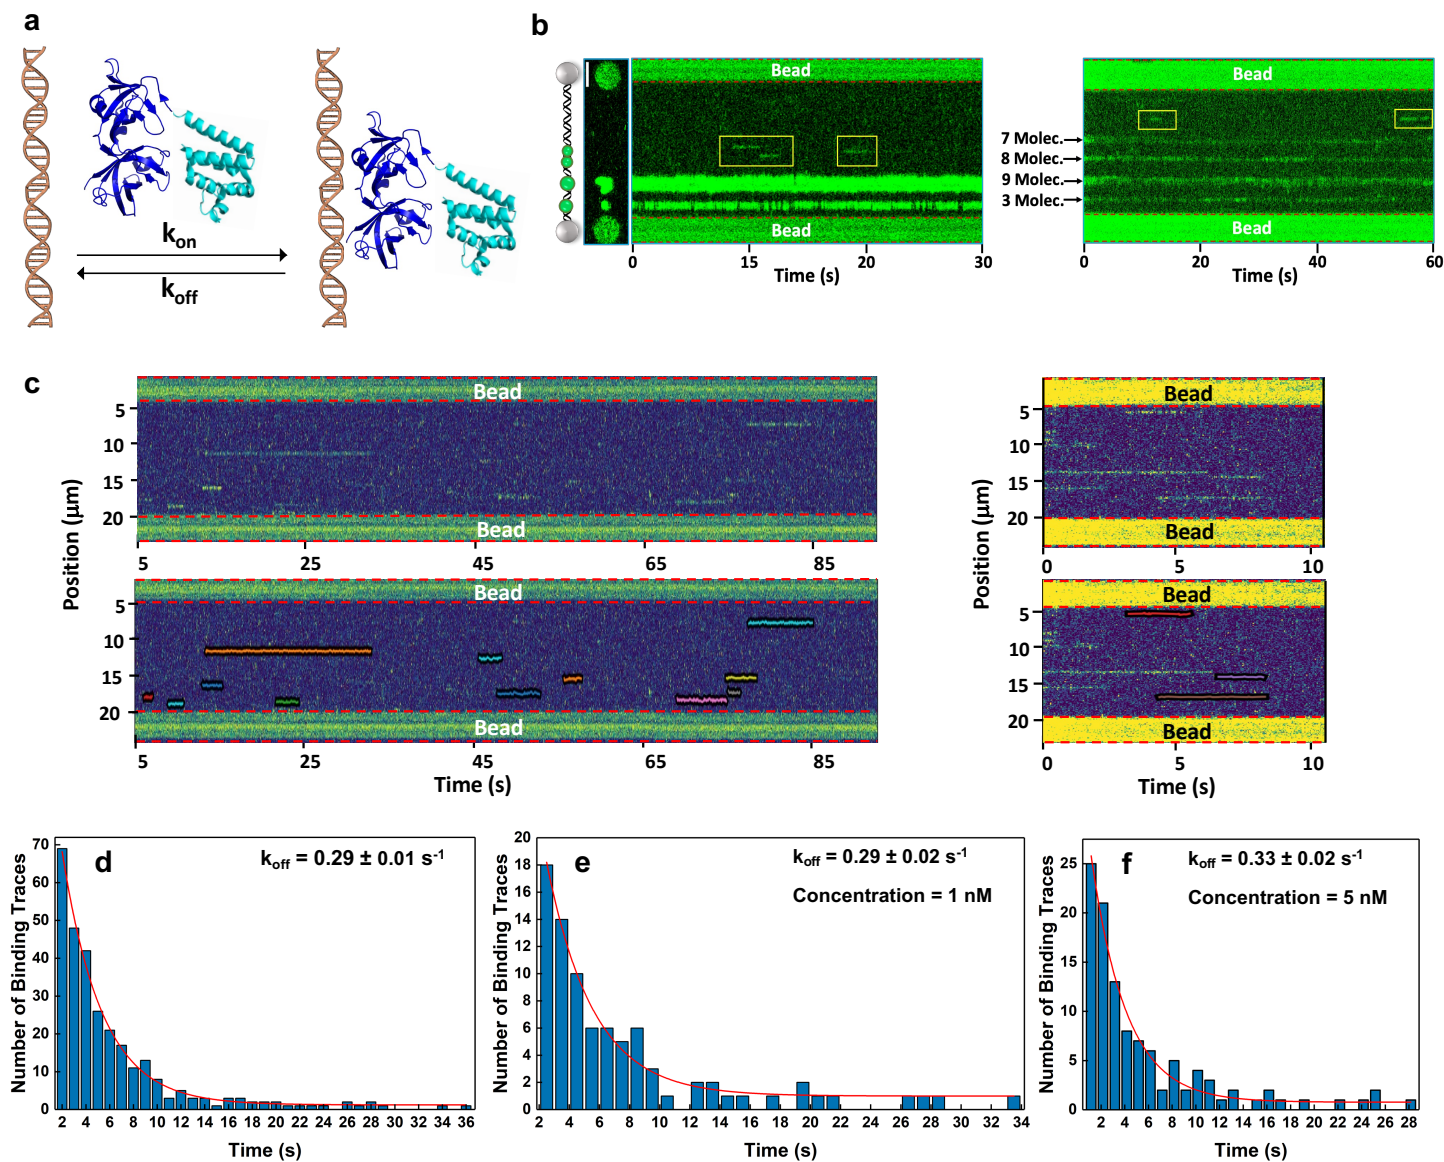 a
k_on
k_off
b
Bead
Bead
0 15 20 30
Time (s)
Bead
7 Molec.
8 Molec.
9 Molec.
3 Molec.
Bead
0 20 40 60
Time (s)
c
Position (µm)
Bead
5
10
15
20
Bead
5 25 45 65 85
Bead
5
10
15
20
Bead
5 25 45 65 85
Time (s)
Position (µm)
Bead
5
10
15
20
Bead
0 5 10
Bead
5
10
15
20
Bead
0 5 10
Time (s)
d
k_off = 0.29 ± 0.01 s⁻¹
Number of Binding Traces
70
60
50
40
30
20
10
0
2 4 6 8 10 12 14 16 18 20 22 24 26 28 30 32 34 36
Time (s)
e
k_off = 0.29 ± 0.02 s⁻¹
Concentration = 1 nM
Number of Binding Traces
20
18
16
14
12
10
8
6
4
2
0
2 4 6 8 10 12 14 16 18 20 22 24 26 28 30 32 34
Time (s)
f
k_off = 0.33 ± 0.02 s⁻¹
Concentration = 5 nM
Number of Binding Traces
25
20
15
10
5
0
2 4 6 8 10 12 14 16 18 20 22 24 26 28
Time (s)